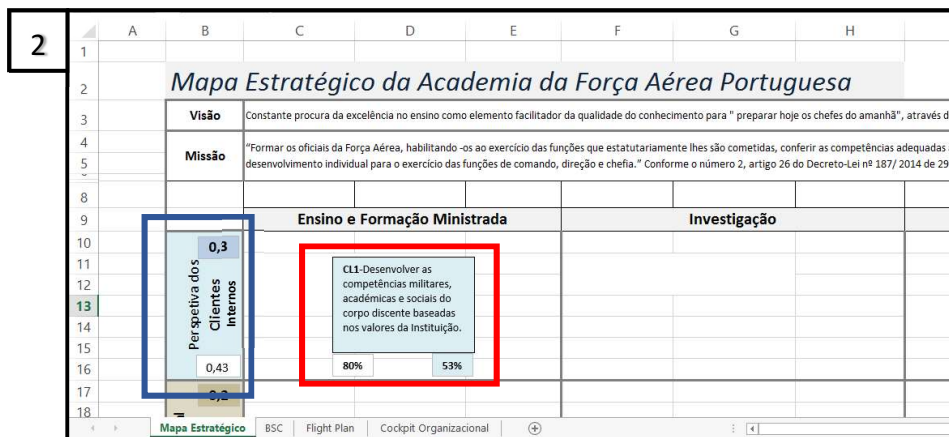 2
A B C D E F G H
1
2 Mapa Estratégico da Academia da Força Aérea Portuguesa
3 Visão Constante procura da excelência no ensino como elemento facilitador da qualidade do conhecimento para " preparar hoje os chefes do amanhã", através d
4 Missão "Formar os oficiais da Força Aérea, habilitando -os ao exercício das funções que estatutariamente lhes são cometidas, conferir as competências adequadas
5 desenvolvimento individual para o exercício das funções de comando, direção e chefia." Conforme o número 2, artigo 26 do Decreto-Lei nº 187/ 2014 de 29
8
9 Ensino e Formação Ministrada Investigação
10 0,3
11 CL1-Desenvolver as
12 competências militares,
académicas e sociais do
13 corpo discente baseadas
14 nos valores da Instituição.
Perspetiva dos
Clientes
Internos
15
16 0,43 80% 53%
17 0,2
18
Mapa Estratégico BSC Flight Plan Cockpit Organizacional